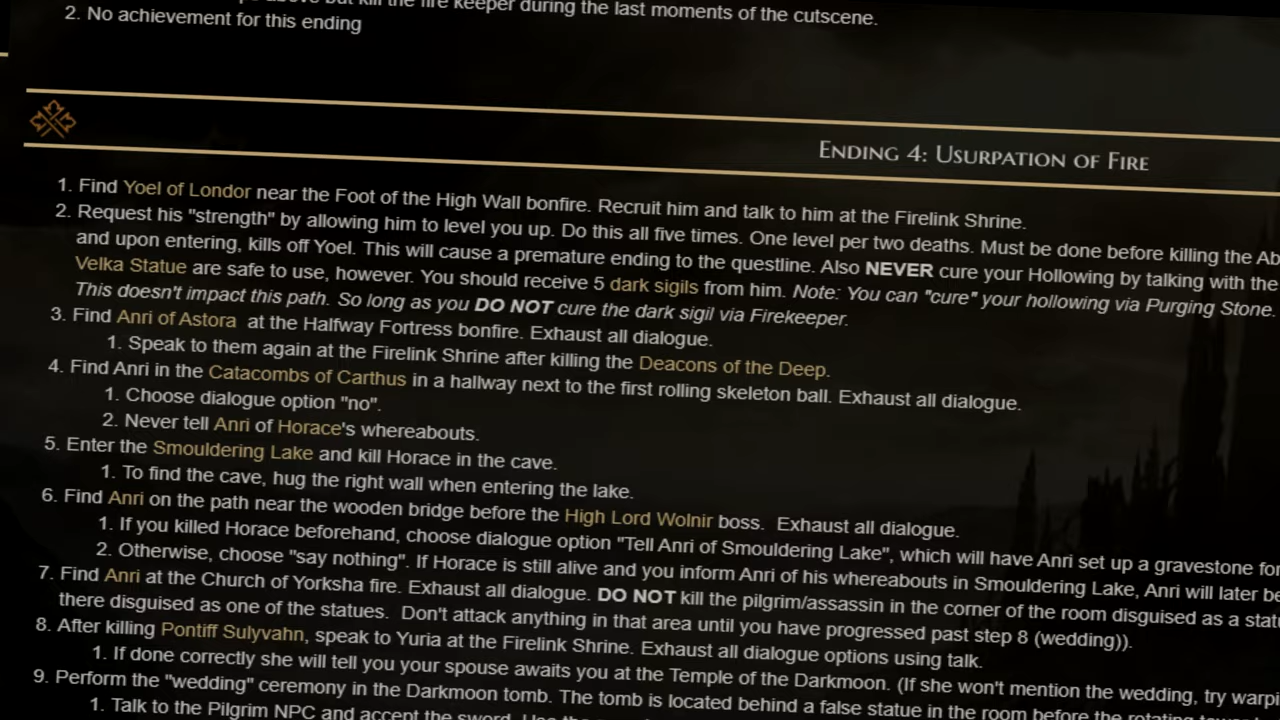 fire keeper during the last moments of the cutscene.
2. No achievement for this ending
Ending 4: Usurpation of Fire
1. Find Yoel of Londor near the Foot of the High Wall bonfire. Recruit him and talk to him at the Firelink Shrine.
2. Request his "strength" by allowing him to level you up. Do this all five times. One level per two deaths. Must be done before killing the
and upon entering, kills off Yoel. This will cause a premature ending to the questline. Also NEVER cure your Hollowing by talking with the
Velka Statue are safe to use, however. You should receive 5 dark sigils from him. Note: You can "cure" your hollowing via Purging Stone.
This doesn't impact this path. So long as you DO NOT cure the dark sigil via Firekeeper.
3. Find Anri of Astora at the Halfway Fortress bonfire. Exhaust all dialogue.
1. Speak to them again at the Firelink Shrine after killing the Deacons of the Deep.
4. Find Anri in the Catacombs of Carthus in a hallway next to the first rolling skeleton ball. Exhaust all dialogue.
1. Choose dialogue option "no".
2. Never tell Anri of Horace's whereabouts.
5. Enter the Smouldering Lake and kill Horace in the cave.
1. To find the cave, hug the right wall when entering the lake.
6. Find Anri on the path near the wooden bridge before the High Lord Wolnir boss. Exhaust all dialogue.
1. If you killed Horace beforehand, choose dialogue option "Tell Anri of Smouldering Lake", which will have Anri set up a gravestone for
2. Otherwise, choose "say nothing". If Horace is still alive and you inform Anri of his whereabouts in Smouldering Lake, Anri will later
7. Find Anri at the Church of Yorksha fire. Exhaust all dialogue. DO NOT kill the pilgrim/assassin in the corner of the room disguised as a
there disguised as one of the statues. Don't attack anything in that area until you have progressed past step 8 (wedding)).
8. After killing Pontiff Sulyvahn, speak to Yuria at the Firelink Shrine. Exhaust all dialogue options using talk.
1. If done correctly she will tell you your spouse awaits you at the Temple of the Darkmoon. (If she won't mention the wedding, try
9. Perform the "wedding" ceremony in the Darkmoon tomb. The tomb is located behind a false statue in the room before the rotating
1. Talk to the Pilgrim NPC and accept the sword.